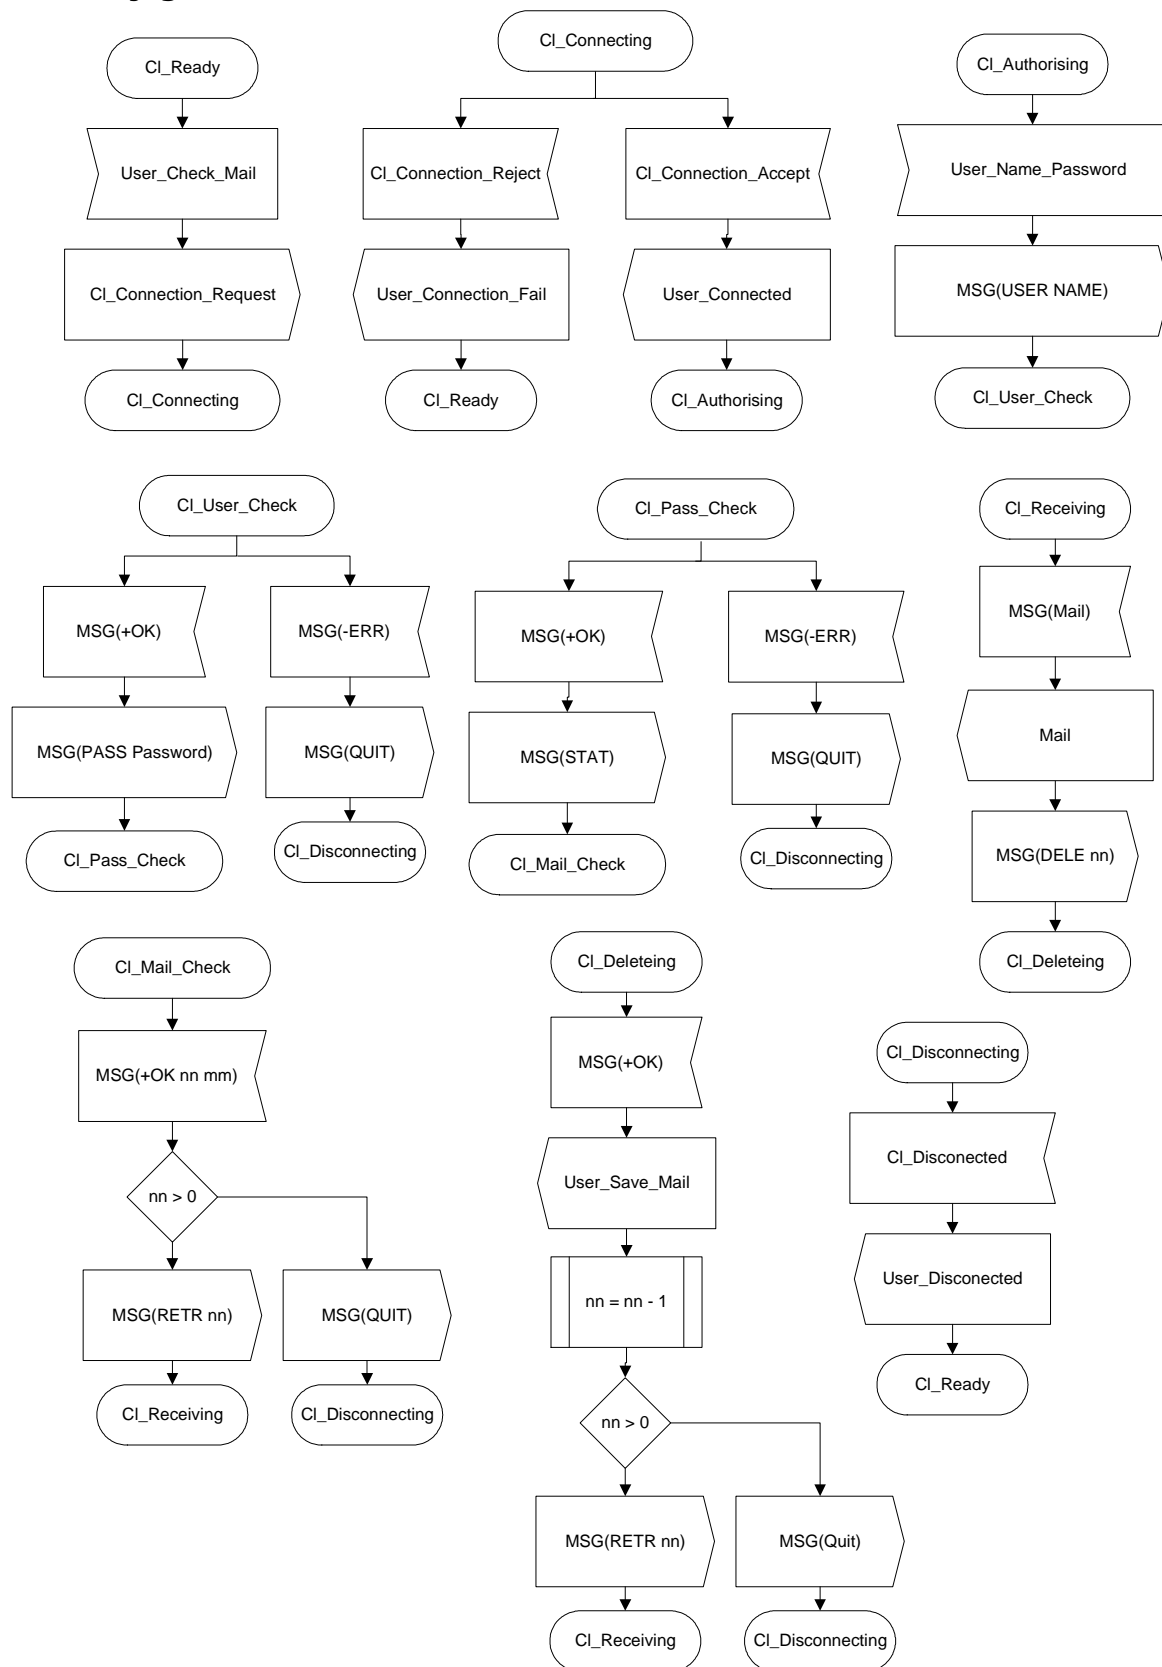 Cl_Ready
User_Check_Mail
Cl_Connection_Request
Cl_Connecting
Cl_Connecting
Cl_Connection_Reject
Cl_Connection_Accept
User_Connection_Fail
User_Connected
Cl_Ready
Cl_Authorising
Cl_Authorising
User_Name_Password
MSG(USER NAME)
Cl_User_Check
Cl_User_Check
MSG(+OK)
MSG(-ERR)
MSG(PASS Password)
MSG(QUIT)
Cl_Pass_Check
Cl_Disconnecting
Cl_Pass_Check
MSG(+OK)
MSG(-ERR)
MSG(STAT)
MSG(QUIT)
Cl_Mail_Check
Cl_Disconnecting
Cl_Receiving
MSG(Mail)
Mail
MSG(DELE nn)
Cl_Deleteing
Cl_Mail_Check
MSG(+OK nn mm)
nn > 0
MSG(RETR nn)
MSG(QUIT)
Cl_Receiving
Cl_Disconnecting
Cl_Deleteing
MSG(+OK)
User_Save_Mail
nn = nn - 1
nn > 0
MSG(RETR nn)
MSG(Quit)
Cl_Receiving
Cl_Disconnecting
Cl_Disconnecting
Cl_Disconected
User_Disconected
Cl_Ready